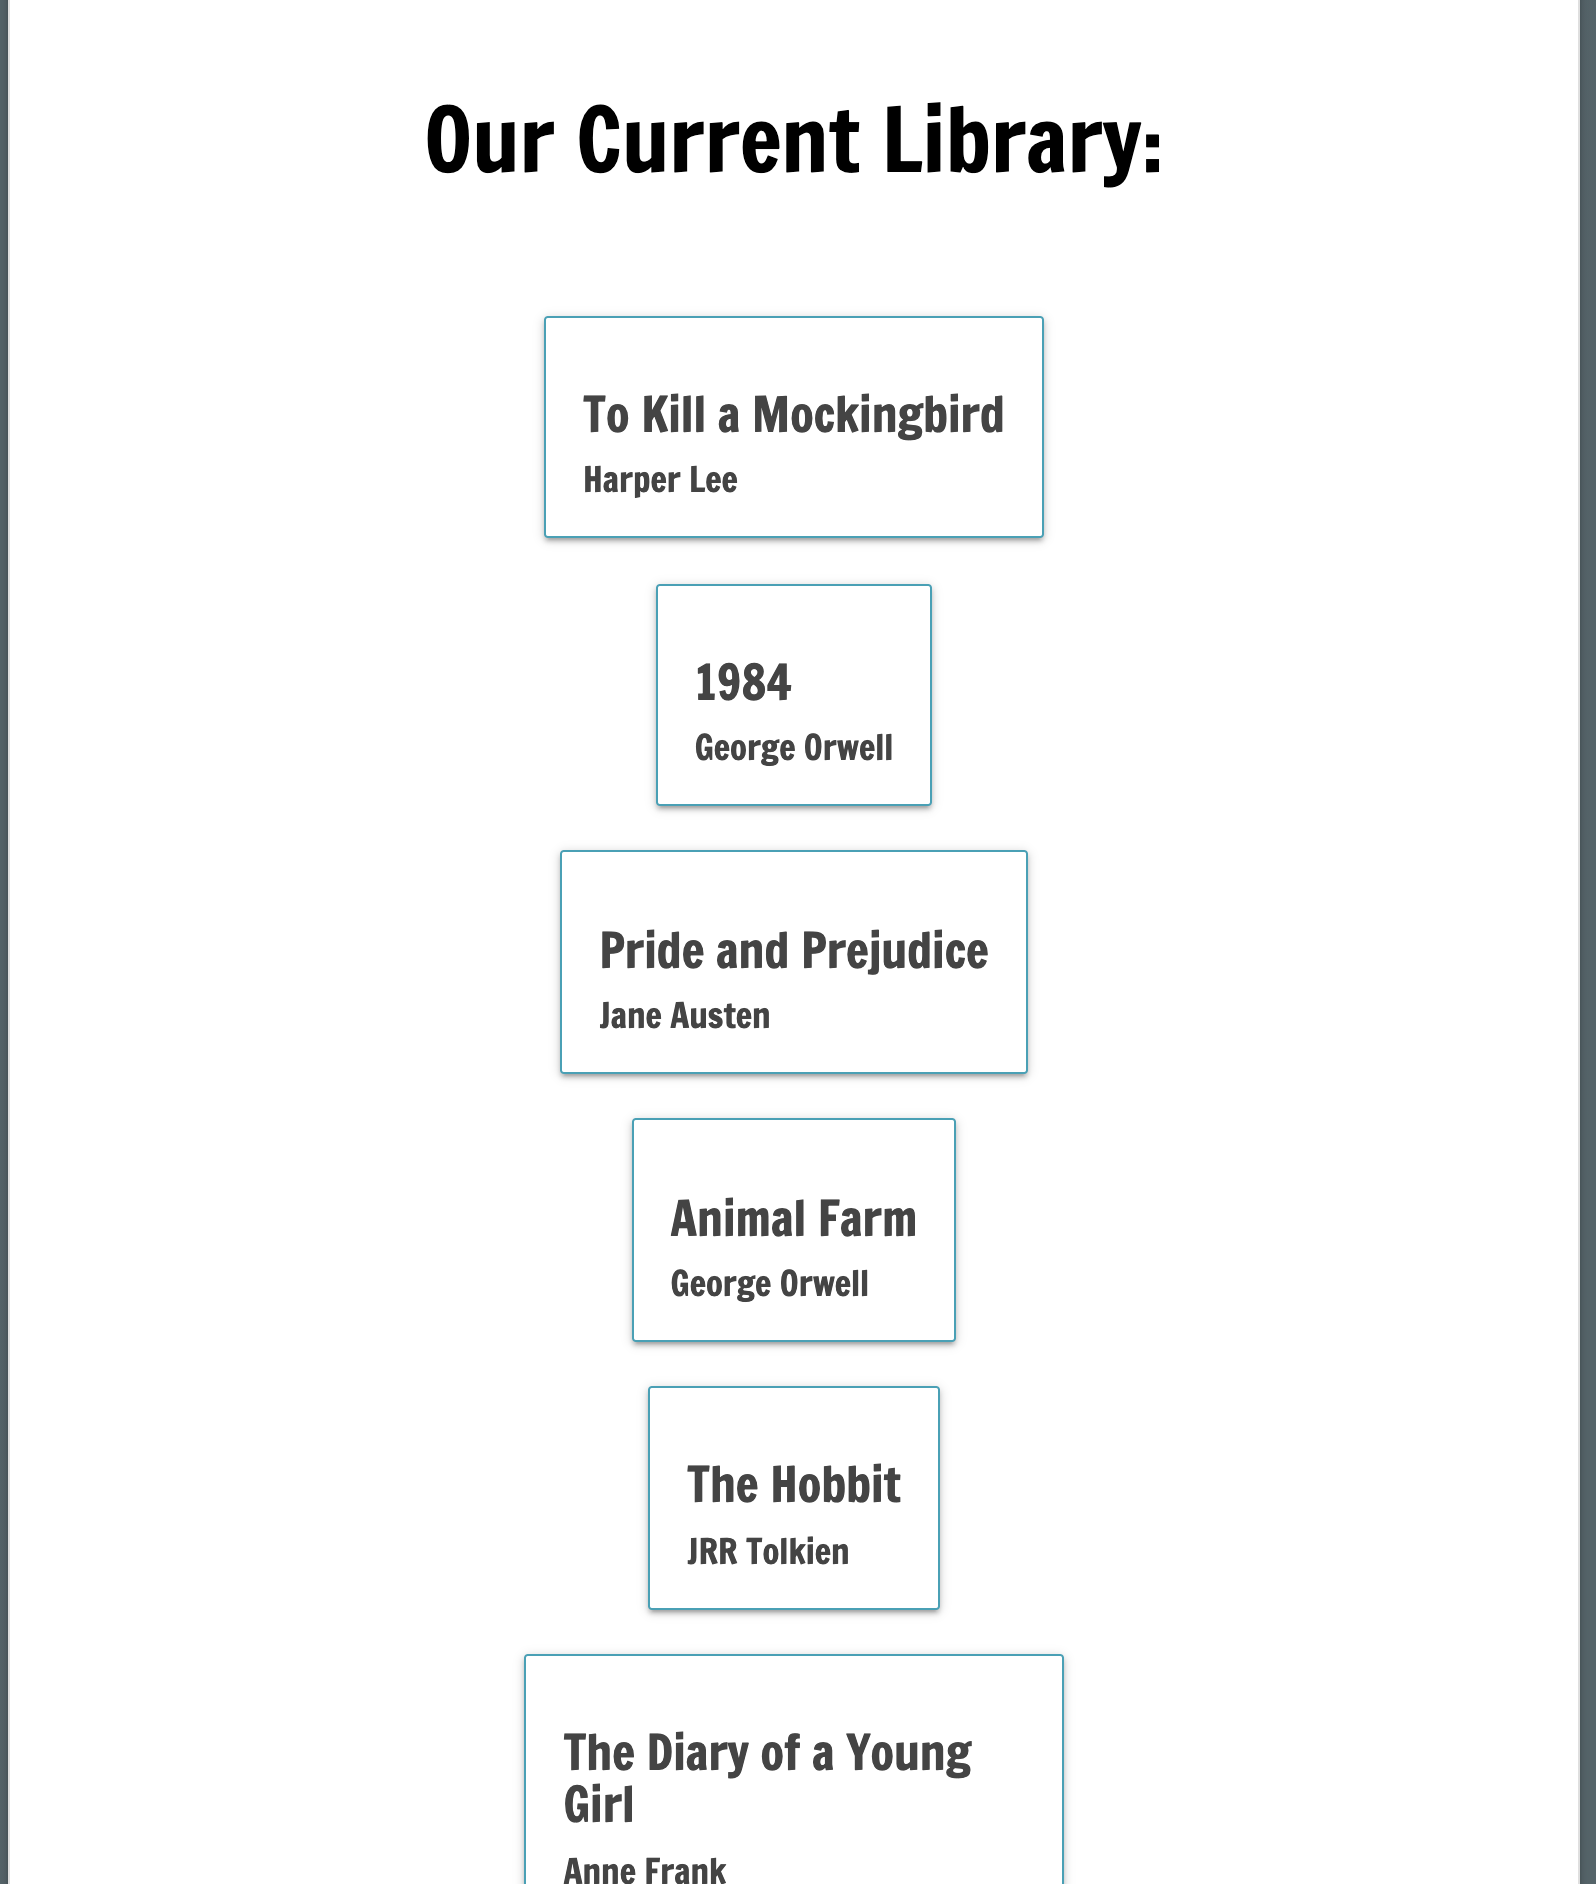 Our Current Library:
To Kill a Mockingbird
Harper Lee
1984
George Orwell
Pride and Prejudice
Jane Austen
Animal Farm
George Orwell
The Hobbit
JRR Tolkien
The Diary of a Young
Girl
Anne Frank